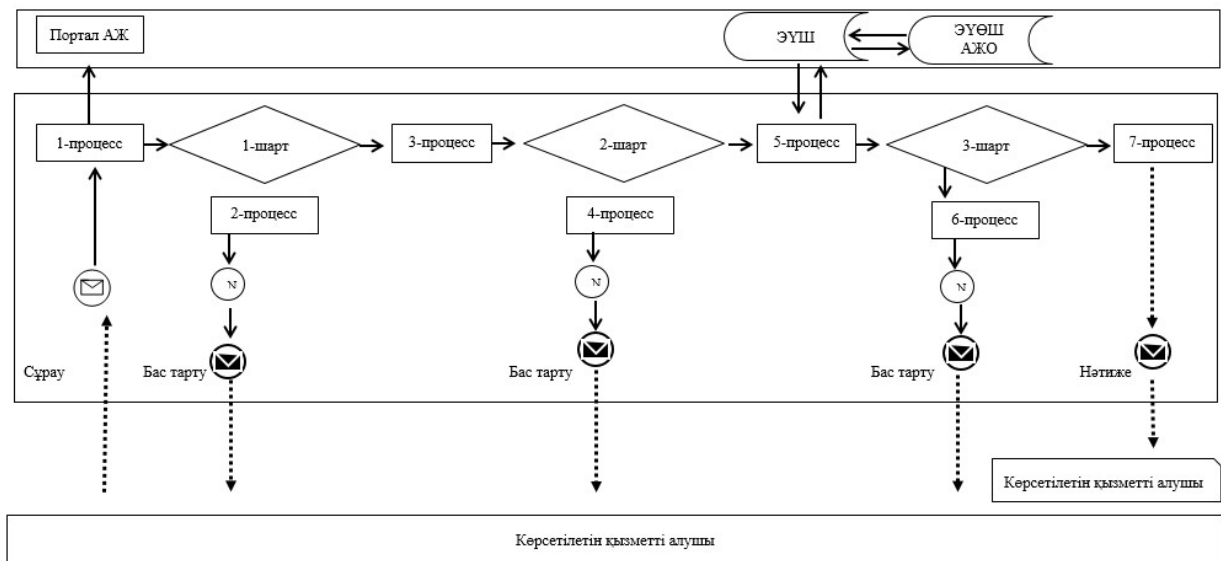 Портал АЖ
ЭҮШ
ЭҮӨШ
АЖО
1-процесс
1-шарт
3-процесс
2-шарт
5-процесс
3-шарт
7-процесс
2-процесс
4-процесс
6-процесс
N
N
N
Сұрау
Бас тарту
Бас тарту
Бас тарту
Нәтиже
Көрсетілетін қызметті алушы
Көрсетілетін қызметті алушы